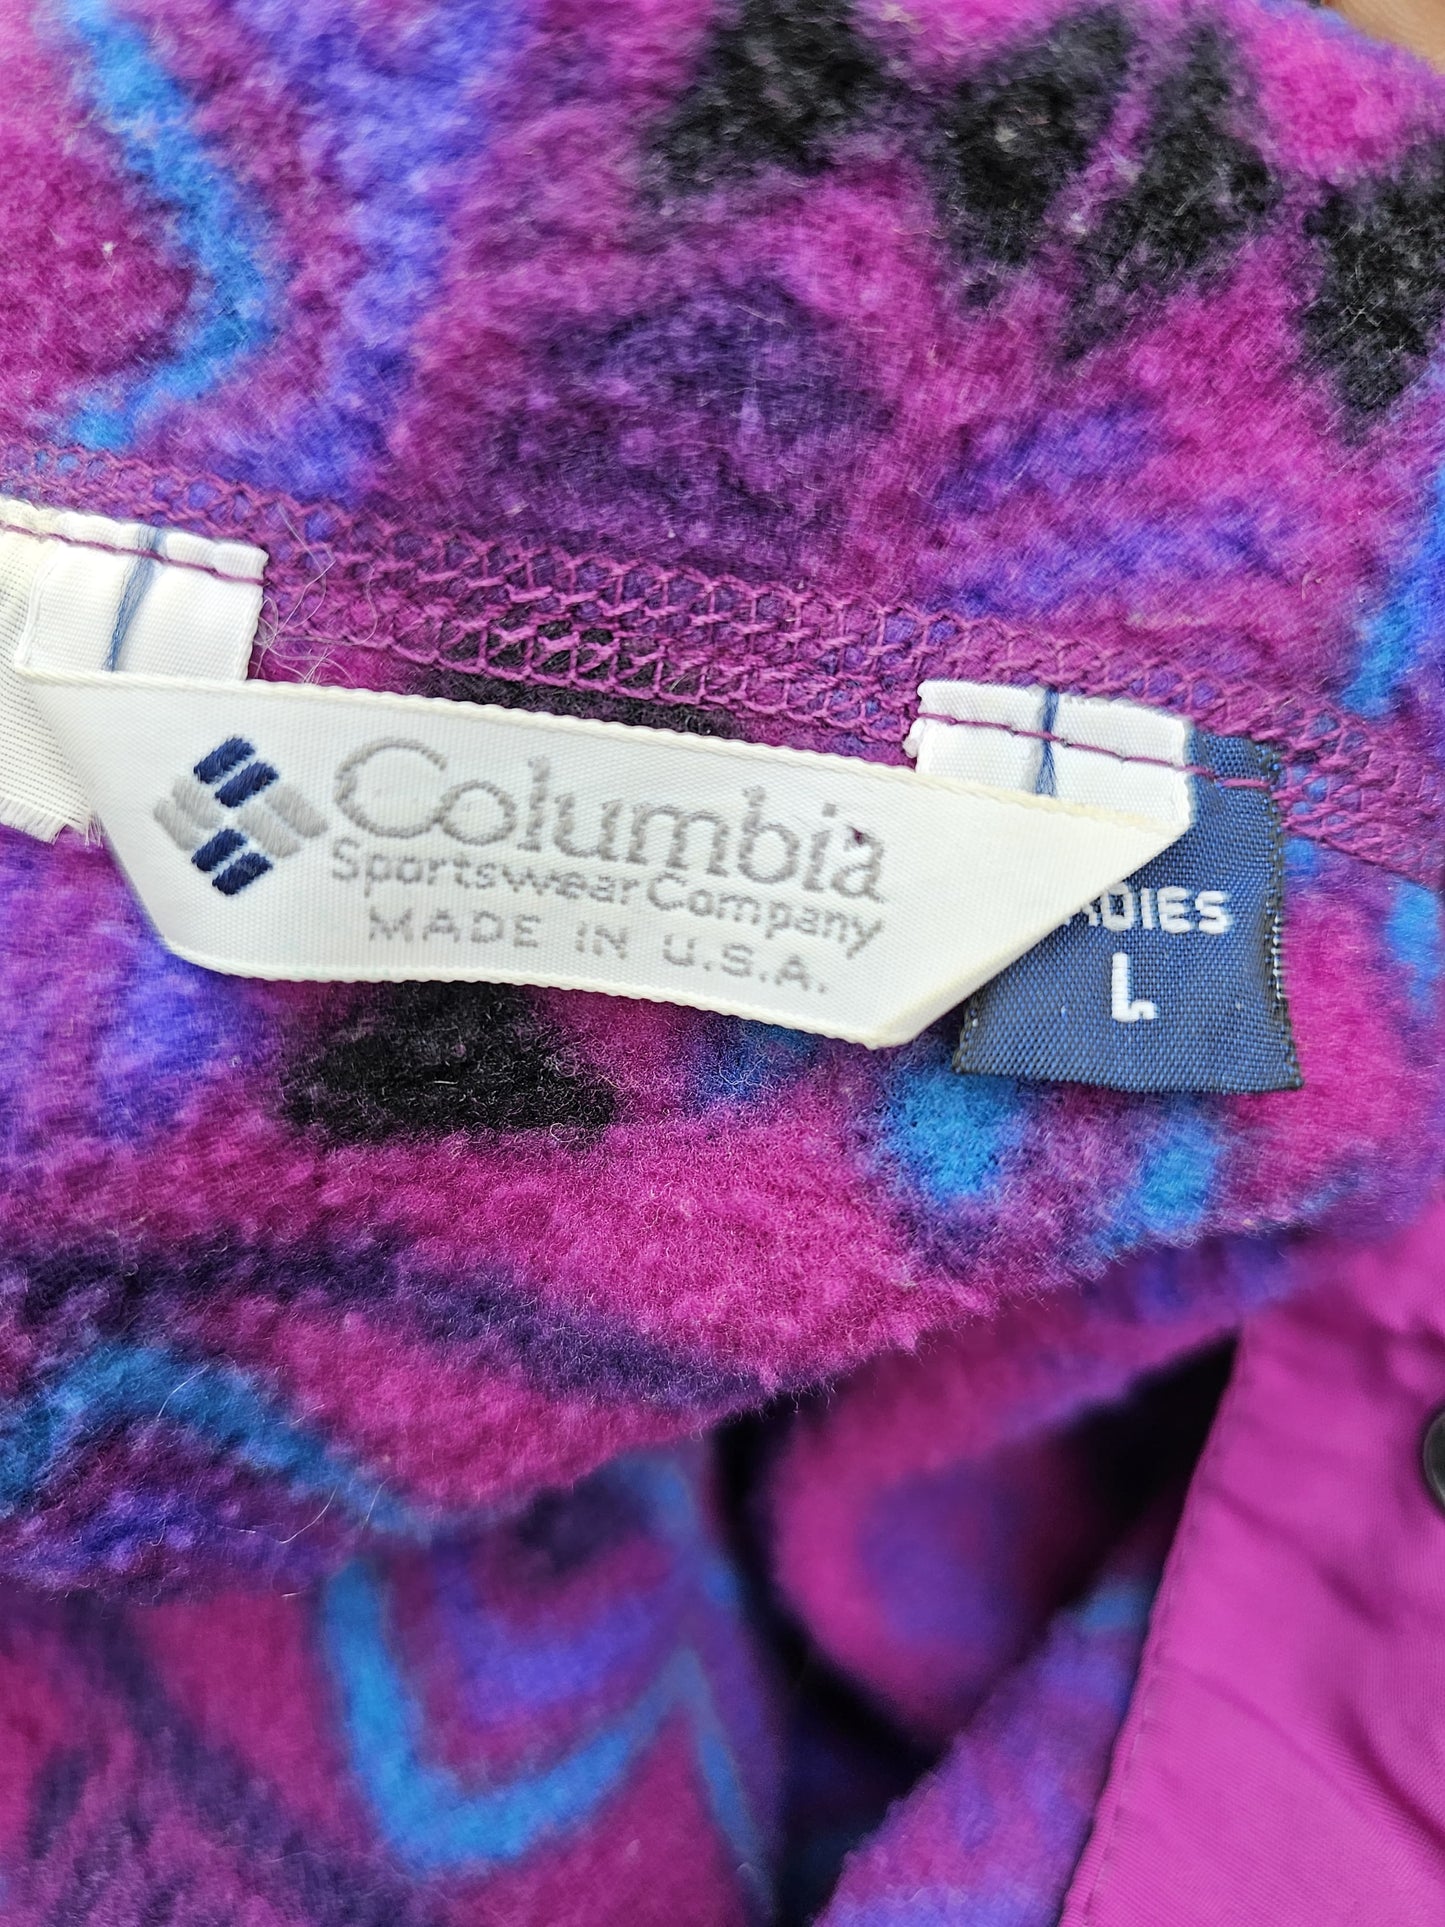 Columbia
Sportswear Company
MADE IN U.S.A.
L